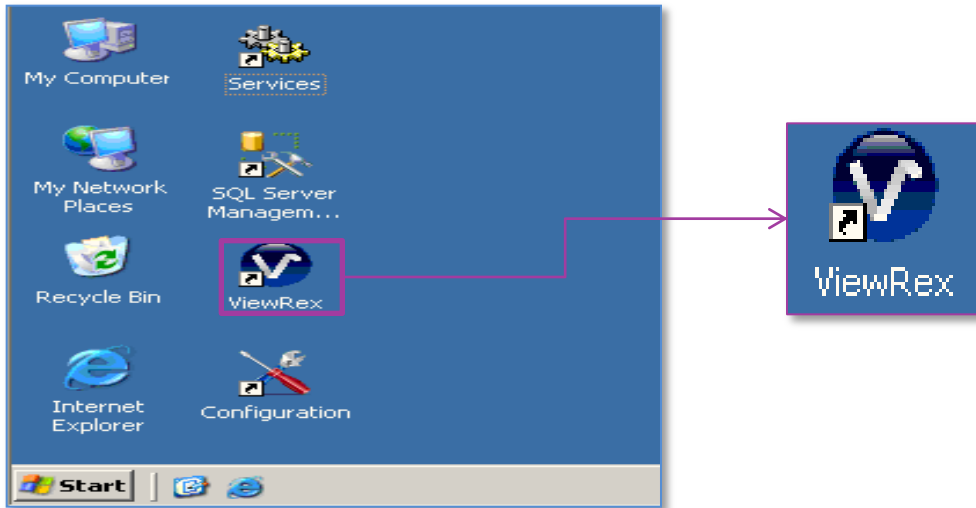 My Computer
Services
My Network
Places
SQL Server
Managem...
Recycle Bin
ViewRex
Internet
Explorer
Configuration
Start
ViewRex